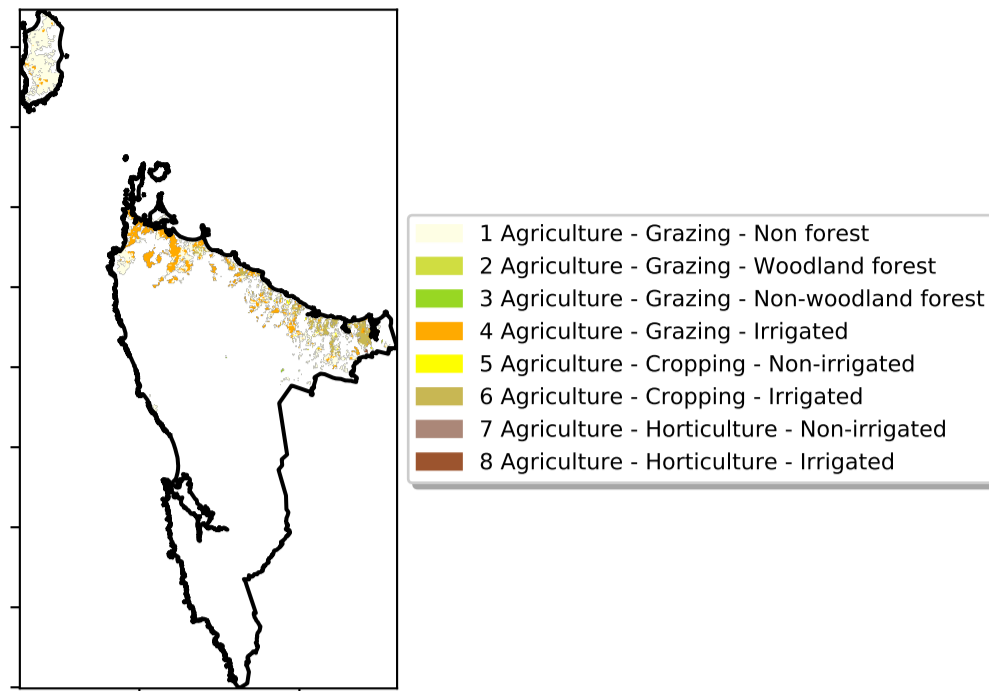 1 Agriculture - Grazing - Non forest
2 Agriculture - Grazing - Woodland forest
3 Agriculture - Grazing - Non-woodland forest
4 Agriculture - Grazing - Irrigated
5 Agriculture - Cropping - Non-irrigated
6 Agriculture - Cropping - Irrigated
7 Agriculture - Horticulture - Non-irrigated
8 Agriculture - Horticulture - Irrigated